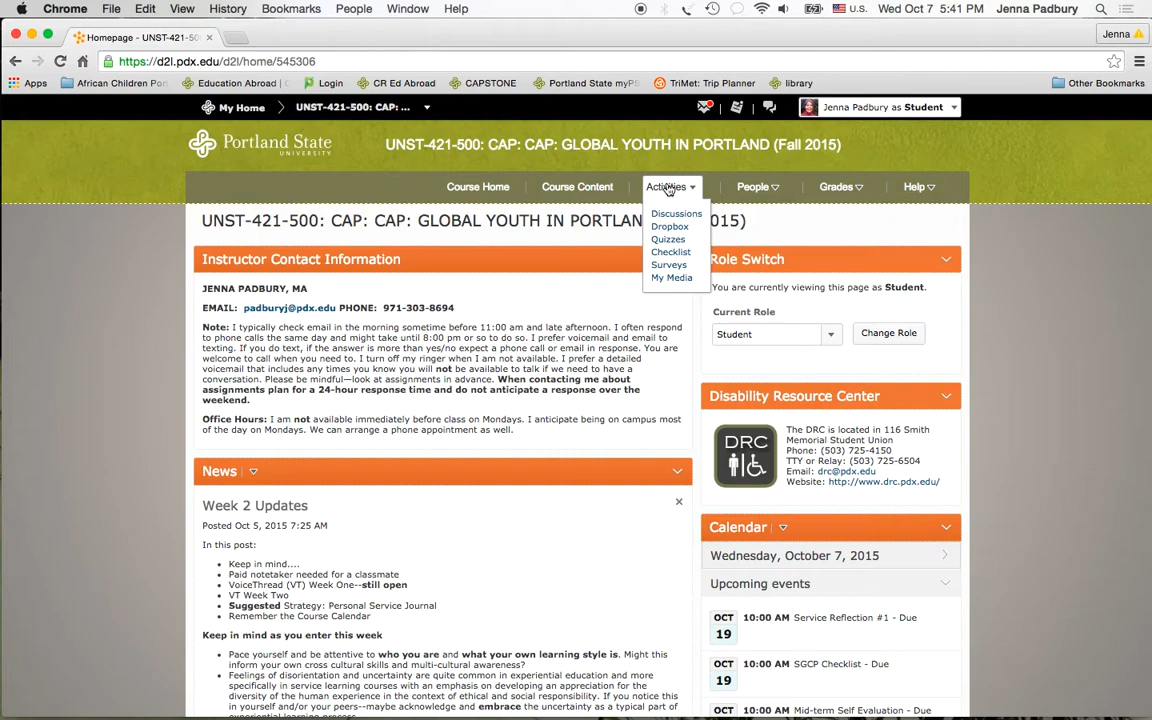 Chrome File Edit View History Bookmarks People Window Help U.S. Wed Oct 7 5:41 PM Jenna Padbury
Homepage - UNST-421-50 × Jenna
https://d2l.pdx.edu/d2l/home/545306
Apps African Children Por Education Abroad | C Login CR Ed Abroad CAPSTONE Portland State myPS TriMet: Trip Planner library Other Bookmarks
My Home UNST-421-500: CAP: ... Jenna Padbury as Student
Portland State
UNIVERSITY
UNST-421-500: CAP: CAP: GLOBAL YOUTH IN PORTLAND (Fall 2015)
Course Home Course Content Activities People Grades Help
Discussions
Dropbox
Quizzes
Checklist
Surveys
My Media
UNST-421-500: CAP: CAP: GLOBAL YOUTH IN PORTLAN 2015)
Instructor Contact Information
JENNA PADBURY, MA
EMAIL: padburyj@pdx.edu PHONE: 971-303-8694
Note: I typically check email in the morning sometime before 11:00 am and late afternoon. I often respond
to phone calls the same day and might take until 8:00 pm or so to do so. I prefer voicemail and email to
texting. If you do text, if the answer is more than yes/no expect a phone call or email in response. You are
welcome to call when you need to. I turn off my ringer when I am not available. I prefer a detailed
voicemail that includes any times you know you will not be available to talk if we need to have a
conversation. Please be mindful—look at assignments in advance. When contacting me about
assignments plan for a 24-hour response time and do not anticipate a response over the
weekend.
Office Hours: I am not available immediately before class on Mondays. I anticipate being on campus most
of the day on Mondays. We can arrange a phone appointment as well.
News
Week 2 Updates ×
Posted Oct 5, 2015 7:25 AM
In this post:
• Keep in mind....
• Paid notetaker needed for a classmate
• VoiceThread (VT) Week One--still open
• VT Week Two
• Suggested Strategy: Personal Service Journal
• Remember the Course Calendar
Keep in mind as you enter this week
• Pace yourself and be attentive to who you are and what your own learning style is. Might this
inform your own cross cultural skills and multi-cultural awareness?
• Feelings of disorientation and uncertainty are quite common in experiential education and more
specifically in service learning courses with an emphasis on developing an appreciation for the
diversity of the human experience in the context of ethical and social responsibility. If you notice this
in yourself and/or your peers--maybe acknowledge and embrace the uncertainty as a typical part of
experiential learning process.
Role Switch
You are currently viewing this page as Student.
Current Role
Student Change Role
Disability Resource Center
DRC
The DRC is located in 116 Smith
Memorial Student Union
Phone: (503) 725-4150
TTY or Relay: (503) 725-6504
Email: drc@pdx.edu
Website: http://www.drc.pdx.edu/
Calendar
Wednesday, October 7, 2015
Upcoming events
OCT 19 10:00 AM Service Reflection #1 - Due
OCT 19 10:00 AM SGCP Checklist - Due
OCT 10:00 AM Mid-term Self Evaluation - Due